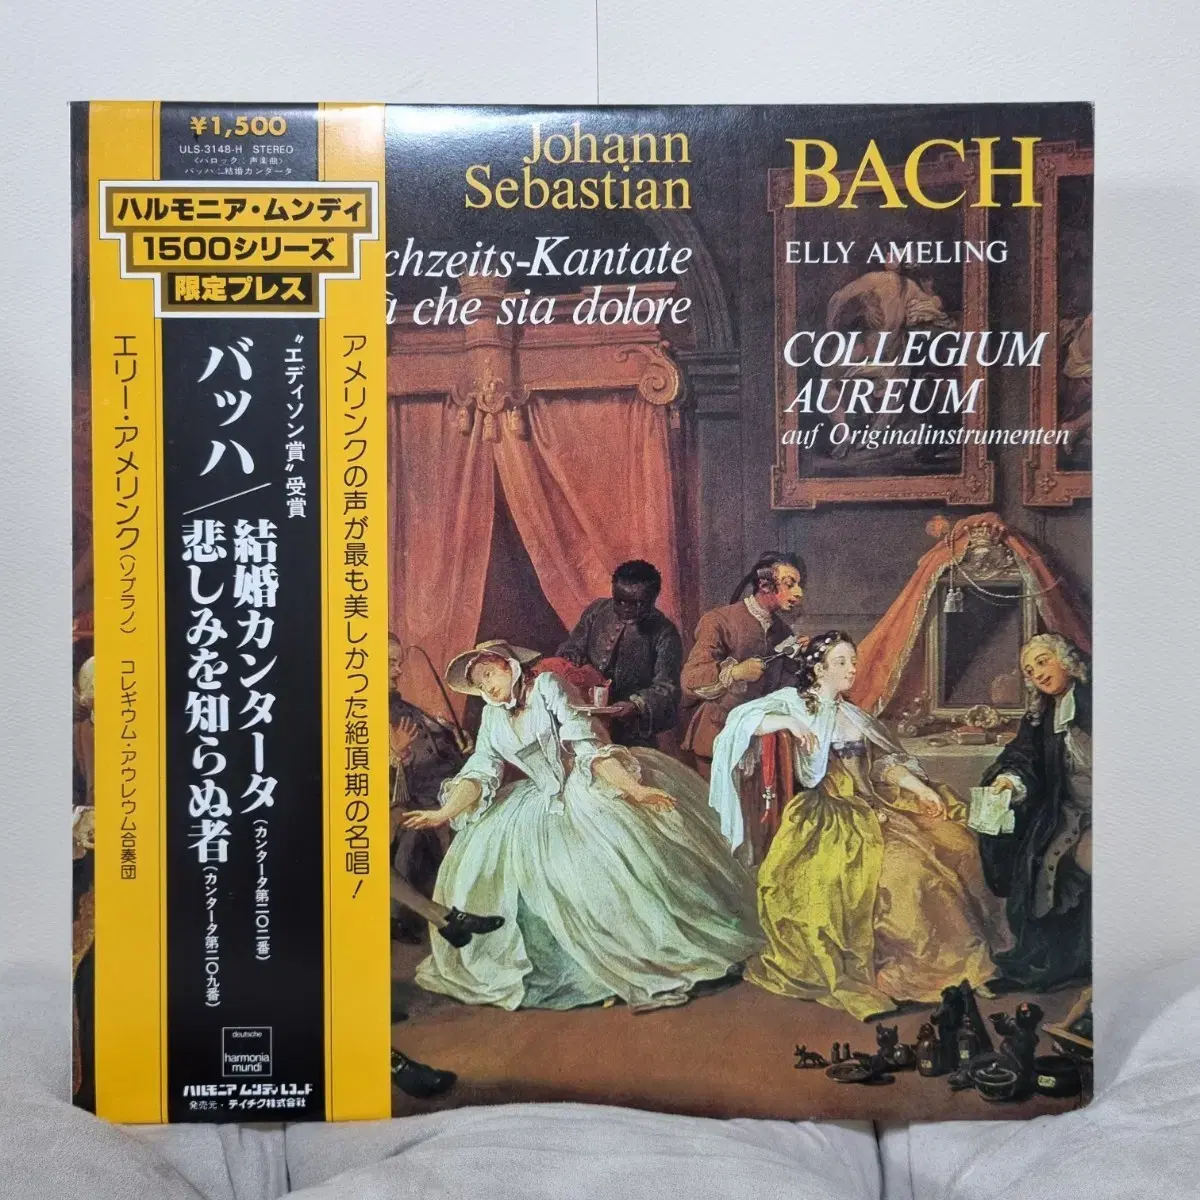 ¥1,500
ULS-3148-H STEREO
〈バロック：声楽曲〉
バッハ：結婚カンタータ
ハルモニア・ムンディ
1500シリーズ
限定プレス
アメリンクの声が最も美しかつた絶頂期の名唱！
〝エディソン賞〟受賞
バッハ／結婚カンタータ（カンタータ第二〇二番）
悲しみを知らぬ者（カンタータ第二〇九番）
エリー・アメリンク（ソプラノ） コレギウム・アウレウム合奏団
deutsche
harmonia
mundi
ハルモニア ムンディ レコード
発売元・テイチク株式会社
Johann
Sebastian
BACH
chzeits-Kantate
à che sia dolore
ELLY AMELING
COLLEGIUM
AUREUM
auf Originalinstrumenten